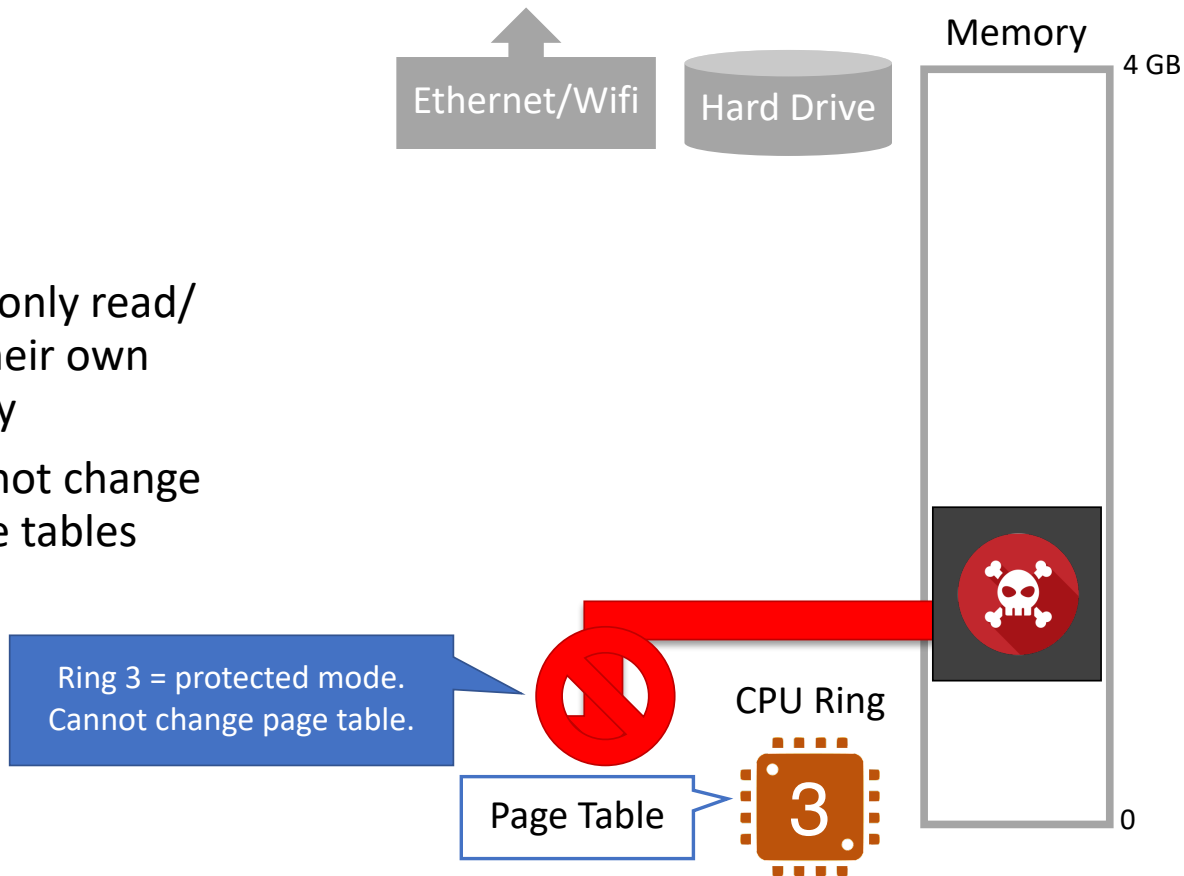 Memory
4 GB
Ethernet/Wifi
Hard Drive
only read/
heir own
y
not change
e tables
Ring 3 = protected mode.
Cannot change page table.
CPU Ring
Page Table
3
0